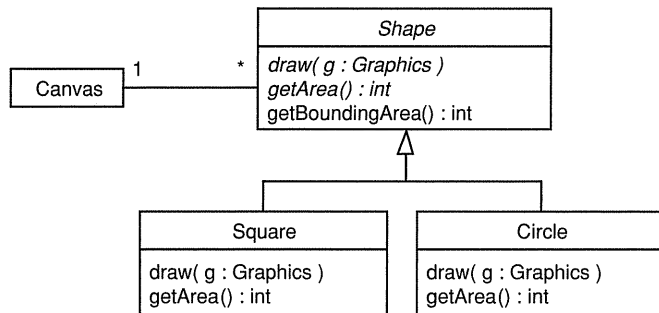 Shape
draw( g : Graphics )
getArea() : int
getBoundingArea() : int
1
*
Canvas
Square
draw( g : Graphics )
getArea() : int
Circle
draw( g : Graphics )
getArea() : int